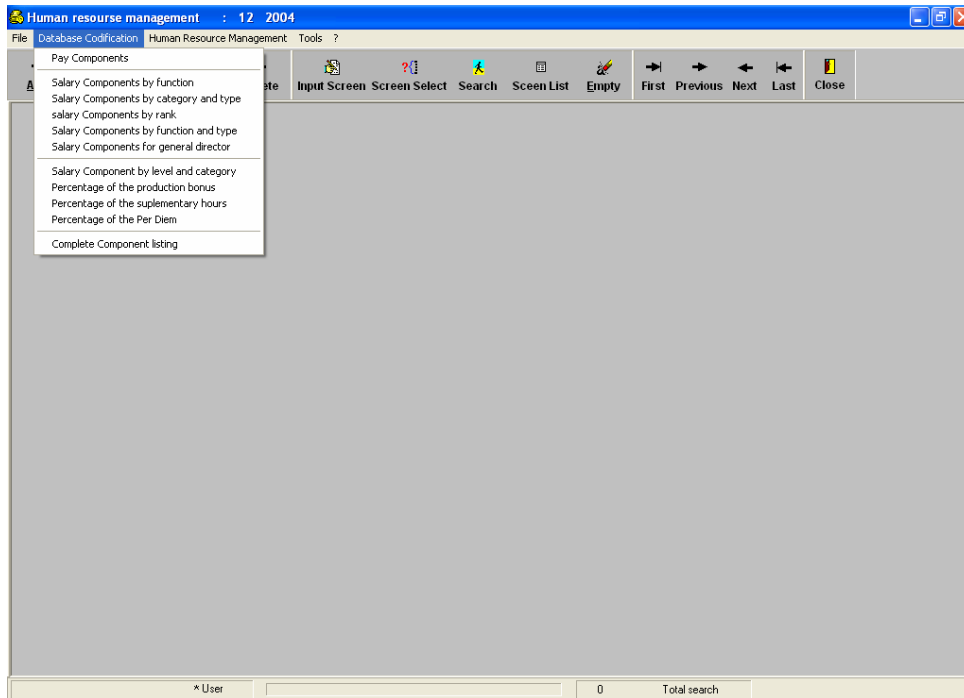 Human resourse management : 12 2004
File Database Codification Human Resource Management Tools ?
Pay Components
Salary Components by function
Salary Components by category and type
salary Components by rank
Salary Components by function and type
Salary Components for general director
Salary Component by level and category
Percentage of the production bonus
Percentage of the suplementary hours
Percentage of the Per Diem
Complete Component listing
Input Screen Screen Select Search Sceen List Empty First Previous Next Last Close
* User 0 Total search